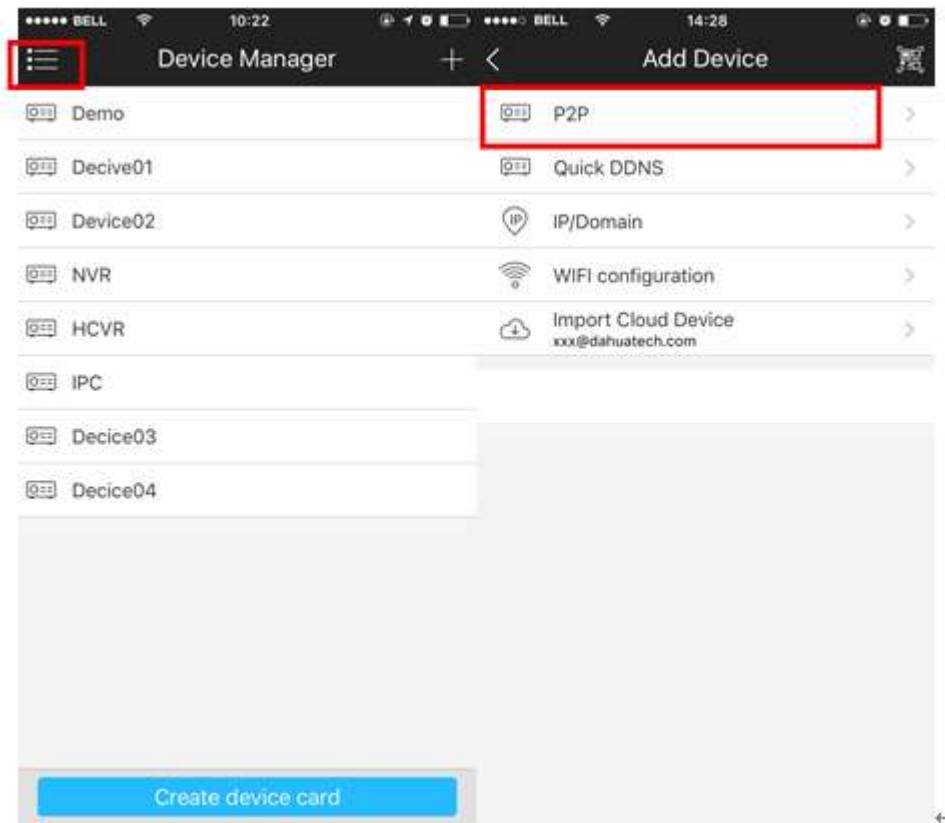 BELL 10:22
Device Manager
Demo
Decive01
Device02
NVR
HCVR
IPC
Decice03
Decice04
Create device card
BELL 14:28
Add Device
P2P
Quick DDNS
IP
IP/Domain
WIFI configuration
Import Cloud Device
xxx@dahuatech.com